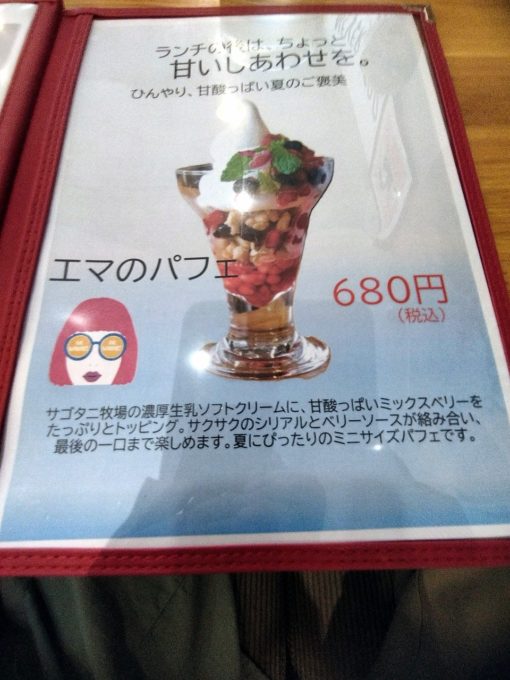 ランチの後は、ちょっと
甘いしあわせを。
ひんやり、甘酸っぱい夏のご褒美
エマのパフェ
680円
(税込)
サゴタニ牧場の濃厚生乳ソフトクリームに、甘酸っぱいミックスベリーを
たっぷりとトッピング。サクサクのシリアルとベリーソースが絡み合い、
最後の一口まで楽しめます。夏にぴったりのミニサイズパフェです。